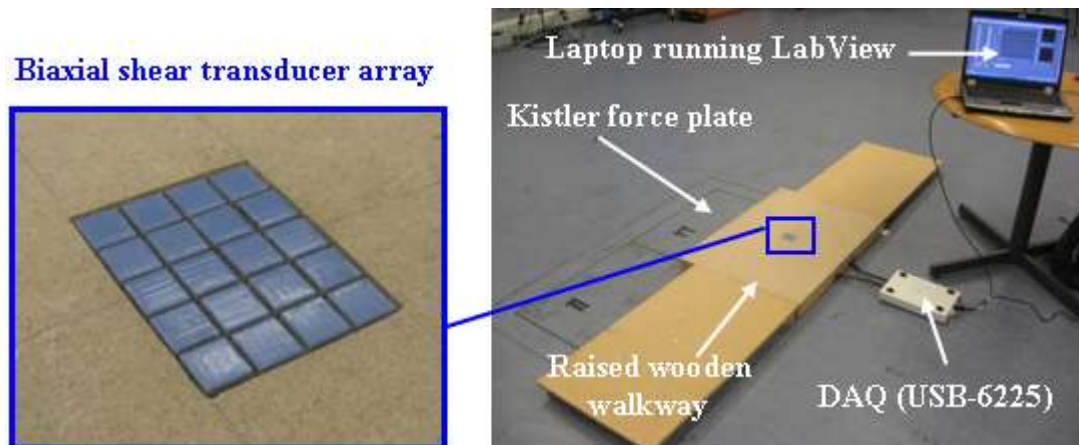 Biaxial shear transducer array
Laptop running LabView
Kistler force plate
Raised wooden
walkway
DAQ (USB-6225)